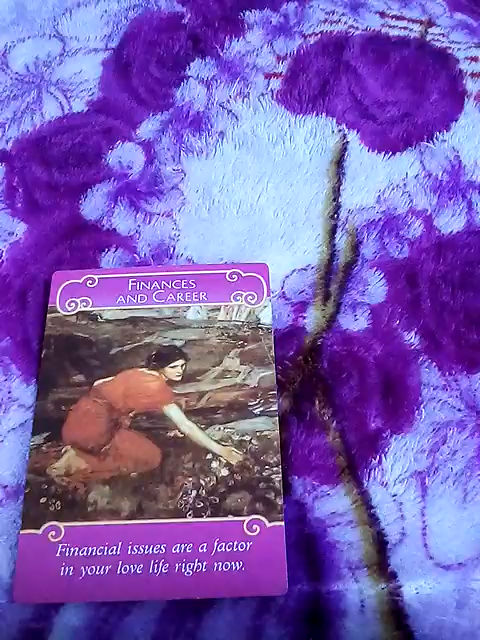 FINANCES
AND CAREER
Financial issues are a factor
in your love life right now.